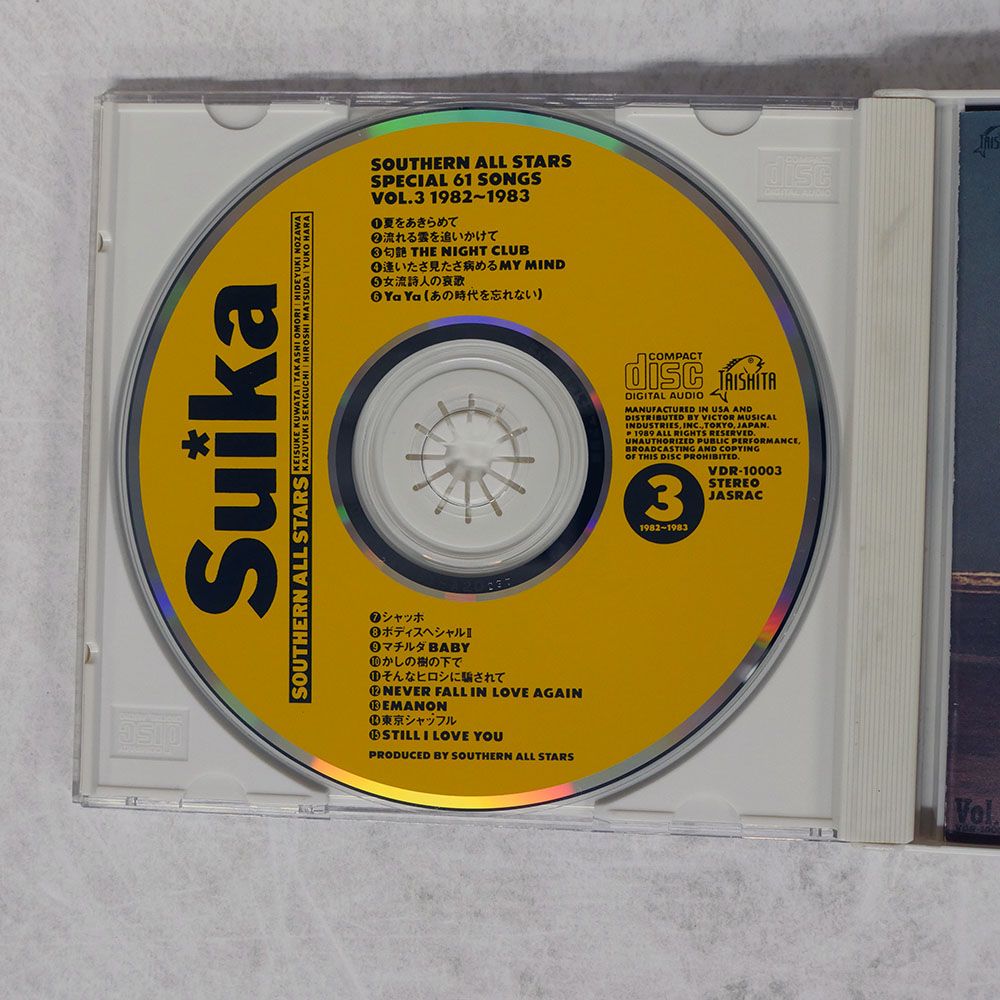 SOUTHERN ALL STARS
SPECIAL 61 SONGS
VOL.3 1982~1983
1夏をあきらめて
2流れる雲を追いかけて
3匂艶 THE NIGHT CLUB
4逢いたさ見たさ病める MY MIND
5女流詩人の哀歌
6Ya Ya (あの時代を忘れない)
Suika
SOUTHERN ALL STARS
KEISUKE KUWATA | TAKASHI OMORI | HIDEYUKI NOZAWA
KAZUYUKI SEKIGUCHI | HIROSHI MATSUDA | YUKO HARA
COMPACT
disc
DIGITAL AUDIO
TAISHITA
MANUFACTURED IN USA AND
DISTRIBUTED BY VICTOR MUSICAL
INDUSTRIES, INC., TOKYO, JAPAN.
℗ 1989 ALL RIGHTS RESERVED.
UNAUTHORIZED PUBLIC PERFORMANCE,
BROADCASTING AND COPYING
OF THIS DISC PROHIBITED.
3
1982~1983
VDR-10003
STEREO
JASRAC
7シャッポ
8ボディスペシャルⅡ
9マチルダ BABY
10かしの樹の下で
11そんなヒロシに騙されて
12NEVER FALL IN LOVE AGAIN
13EMANON
14東京シャッフル
15STILL I LOVE YOU
PRODUCED BY SOUTHERN ALL STARS
COMPACT
disc
DIGITAL AUDIO
disc
Vol.